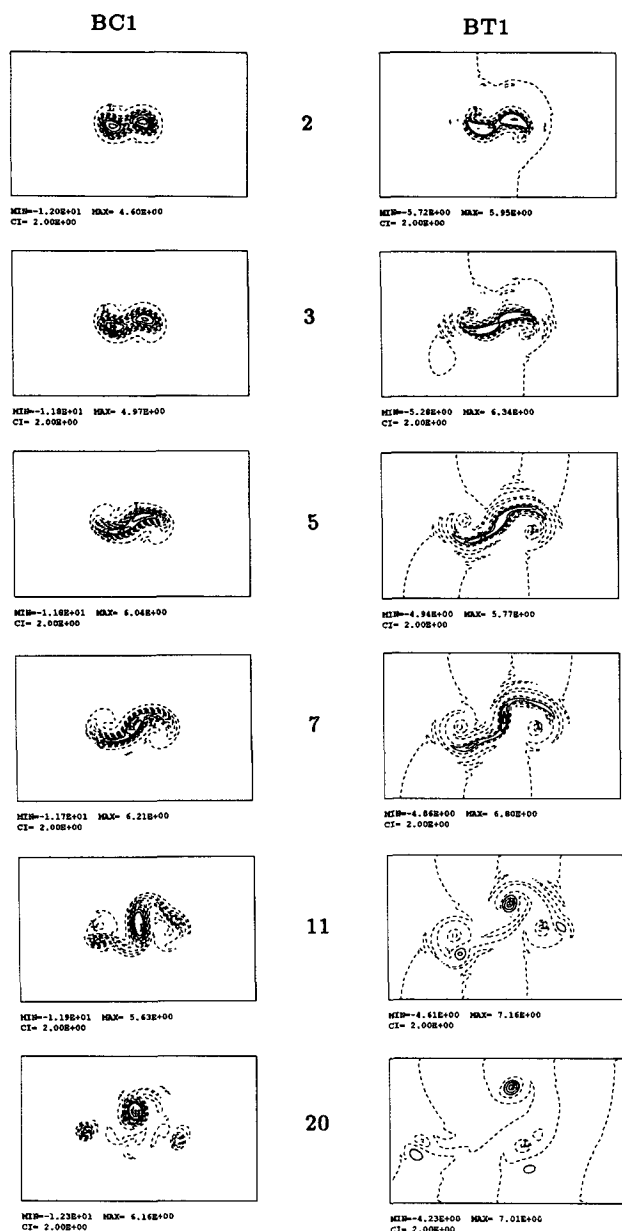 BC1 BT1
2
MIN=-1.20E+01 MAX= 4.60E+00
CI= 2.00E+00
MIN=-5.72E+00 MAX= 5.95E+00
CI= 2.00E+00
3
MIN=-1.18E+01 MAX= 4.97E+00
CI= 2.00E+00
MIN=-5.28E+00 MAX= 6.34E+00
CI= 2.00E+00
5
MIN=-1.18E+01 MAX= 6.04E+00
CI= 2.00E+00
MIN=-4.94E+00 MAX= 5.77E+00
CI= 2.00E+00
7
MIN=-1.17E+01 MAX= 6.21E+00
CI= 2.00E+00
MIN=-4.86E+00 MAX= 6.80E+00
CI= 2.00E+00
11
MIN=-1.19E+01 MAX= 5.63E+00
CI= 2.00E+00
MIN=-4.61E+00 MAX= 7.16E+00
CI= 2.00E+00
20
MIN=-1.23E+01 MAX= 6.16E+00
CI= 2.00E+00
MIN=-4.23E+00 MAX= 7.01E+00
CI= 2.00E+00